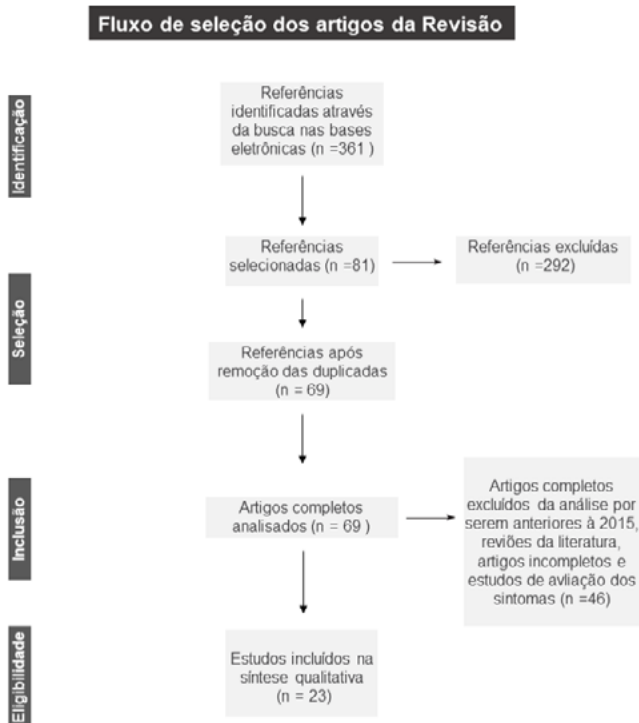 Fluxo de seleção dos artigos da Revisão
Identificação
Referências
identificadas através
da busca nas bases
eletrônicas (n =361 )
Seleção
Referências
selecionadas (n =81)
Referências excluídas
(n =292)
Referências após
remoção das duplicadas
(n = 69)
Inclusão
Artigos completos
analisados (n = 69 )
Artigos completos
excluídos da análise por
serem anteriores à 2015,
reviões da literatura,
artigos incompletos e
estudos de avliação dos
sintomas (n =46)
Eligibilidade
Estudos incluídos na
síntese qualitativa
(n = 23)